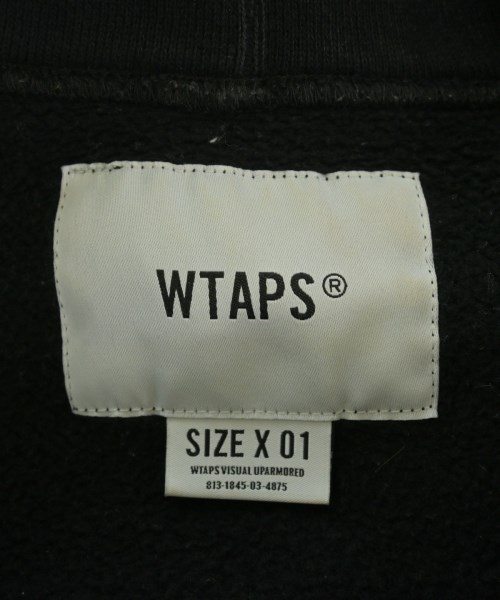 WTAPS®
SIZE X 01
WTAPS VISUAL UPARMORED
813-1845-03-4875